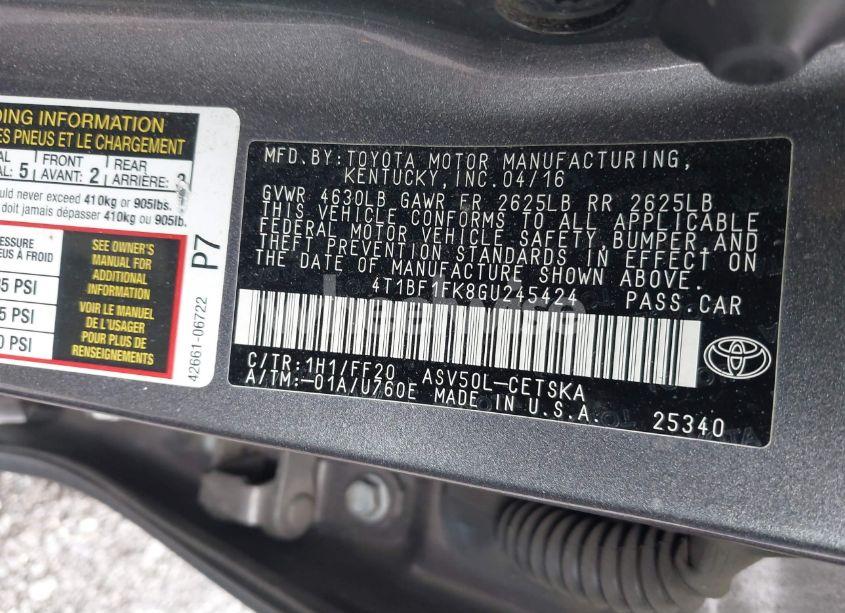 DING INFORMATION
ES PNEUS ET LE CHARGEMENT
AL 5 FRONT 2 REAR 3
AL: AVANT: ARRIÈRE:
ould never exceed 410kg or 905lbs.
doit jamais dépasser 410kg ou 905lb.
ESSURE
EUS À FROID
SEE OWNER'S
MANUAL FOR
ADDITIONAL
INFORMATION
VOIR LE MANUEL
DE L'USAGER
POUR PLUS DE
RENSEIGNEMENTS
5 PSI
5 PSI
0 PSI
42661-06722
P7
MFD.BY:TOYOTA MOTOR MANUFACTURING,
KENTUCKY,INC.04/16
GVWR 4630LB GAWR FR 2625LB RR 2625LB
THIS VEHICLE CONFORMS TO ALL APPLICABLE
FEDERAL MOTOR VEHICLE SAFETY,BUMPER,AND
THEFT PREVENTION STANDARDS IN EFFECT ON
THE DATE OF MANUFACTURE SHOWN ABOVE.
4T1BF1FK8GU245424 PASS.CAR
C/TR:1H1/FF20 ASV50L-CETSKA
A/TM:-01A/U760E MADE IN U.S.A.
25340